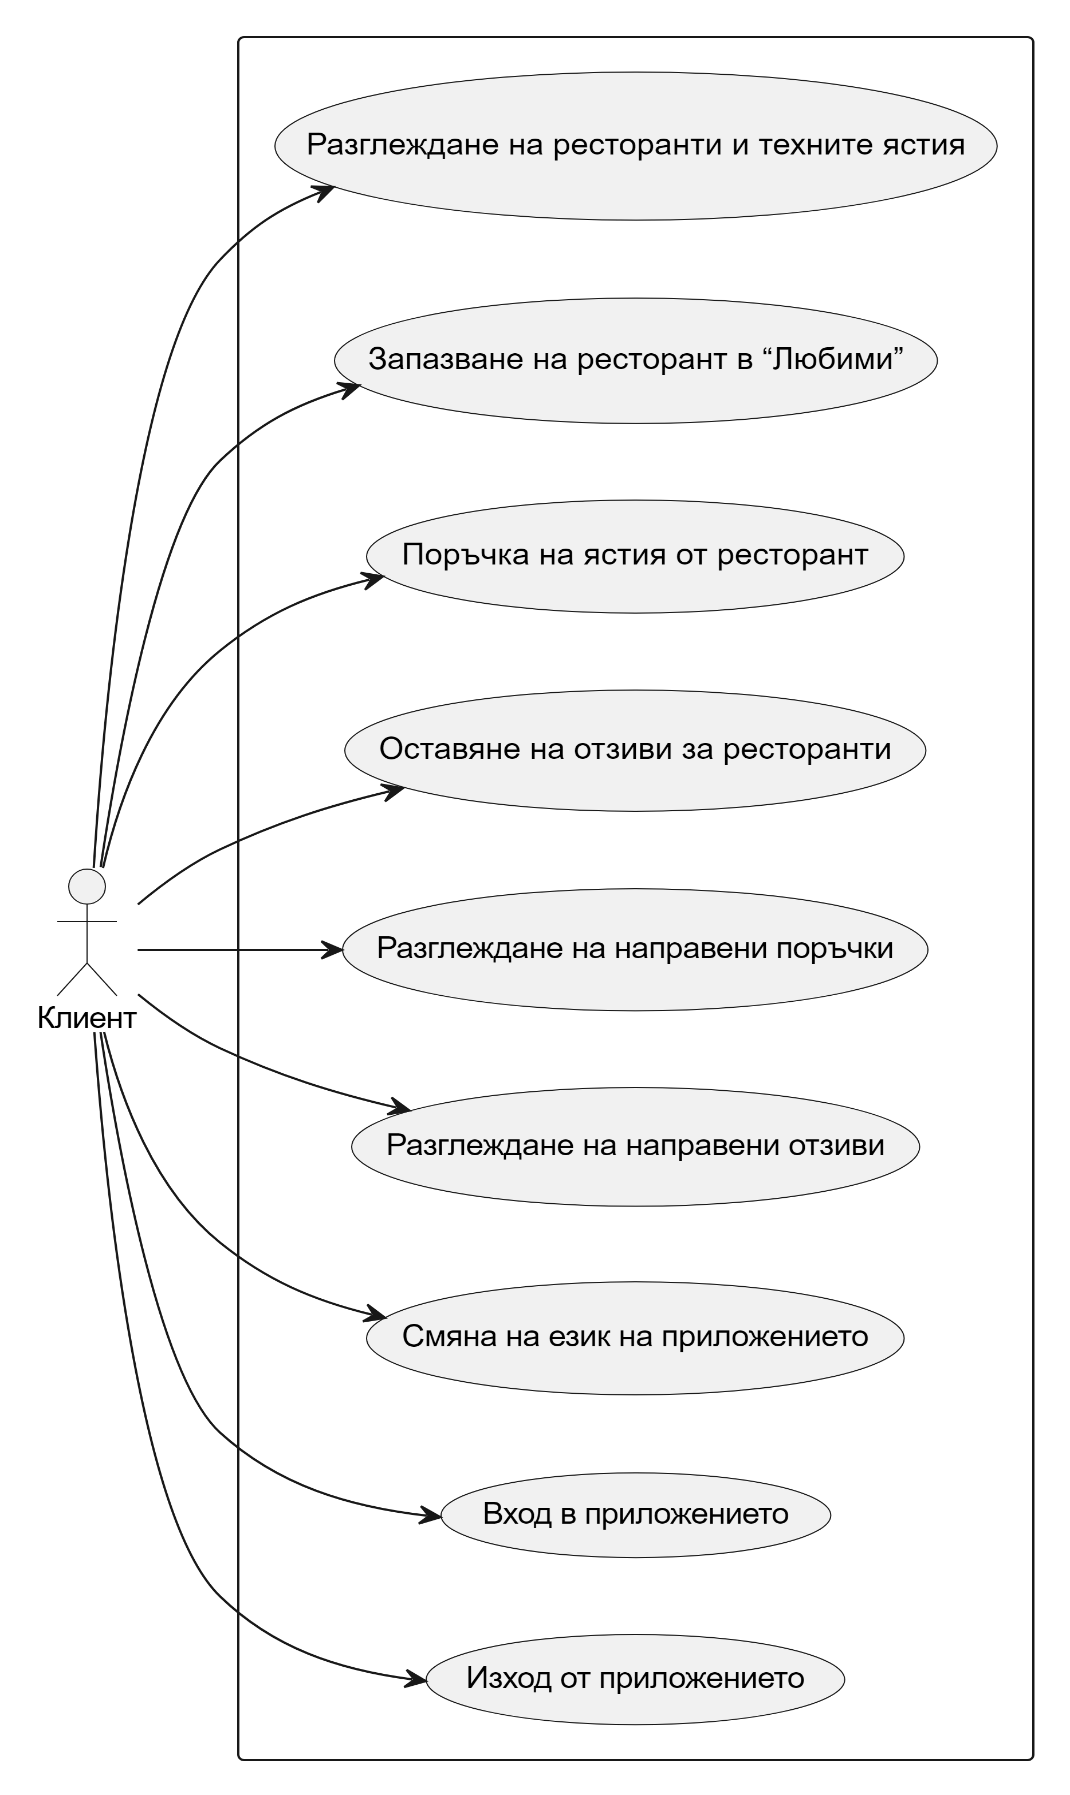 Разглеждане на ресторанти и техните ястия
Запазване на ресторант в “Любими”
Поръчка на ястия от ресторант
Оставяне на отзиви за ресторанти
Разглеждане на направени поръчки
Клиент
Разглеждане на направени отзиви
Смяна на език на приложението
Вход в приложението
Изход от приложението